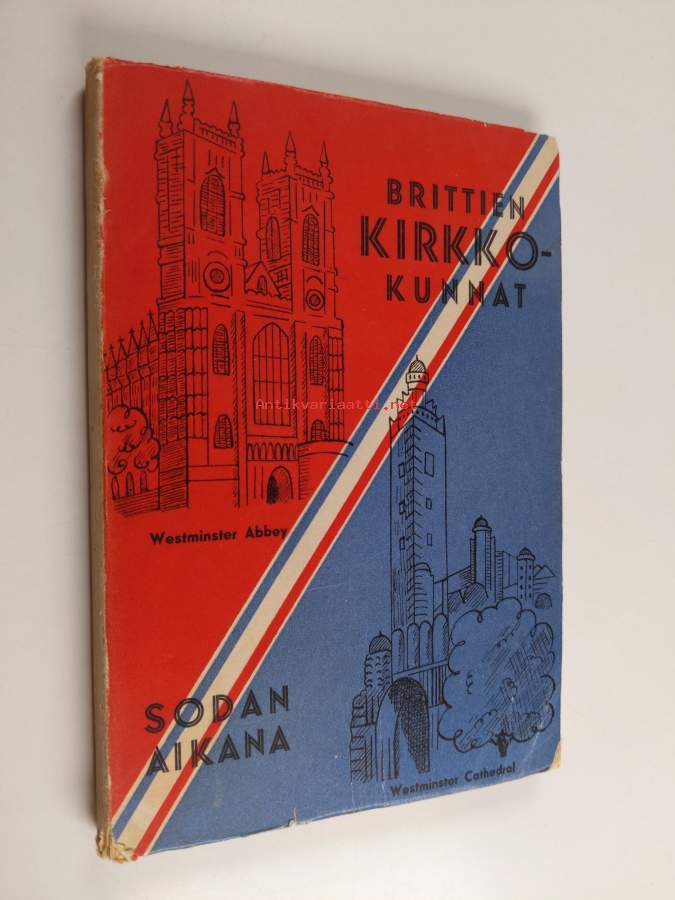 BRITTIEN
KIRKKO-
KUNNAT
Antikvariaatti.net
Westminster Abbey
SODAN
AIKANA
Westminster Cathedral